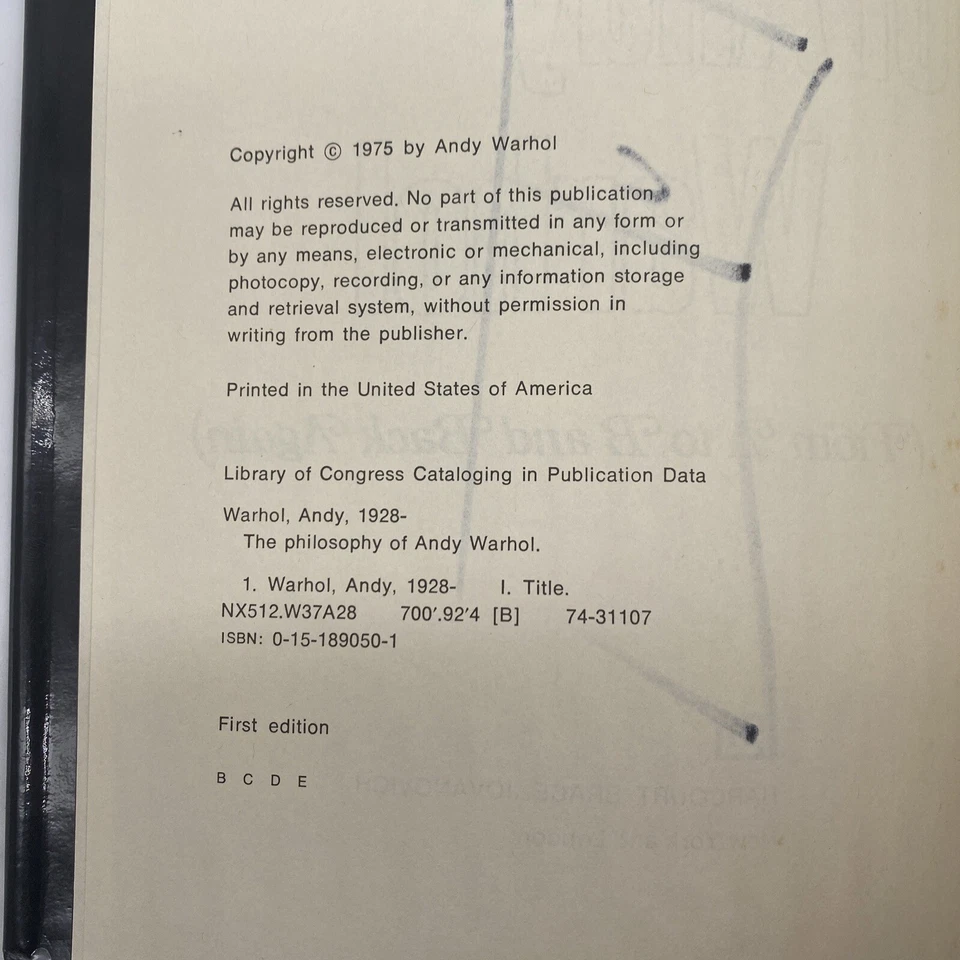 Copyright © 1975 by Andy Warhol
All rights reserved. No part of this publication
may be reproduced or transmitted in any form or
by any means, electronic or mechanical, including
photocopy, recording, or any information storage
and retrieval system, without permission in
writing from the publisher.
Printed in the United States of America
Library of Congress Cataloging in Publication Data
Warhol, Andy, 1928-
The philosophy of Andy Warhol.
1. Warhol, Andy, 1928- I. Title.
NX512.W37A28 700′.92′4 [B] 74-31107
ISBN: 0-15-189050-1
First edition
B C D E